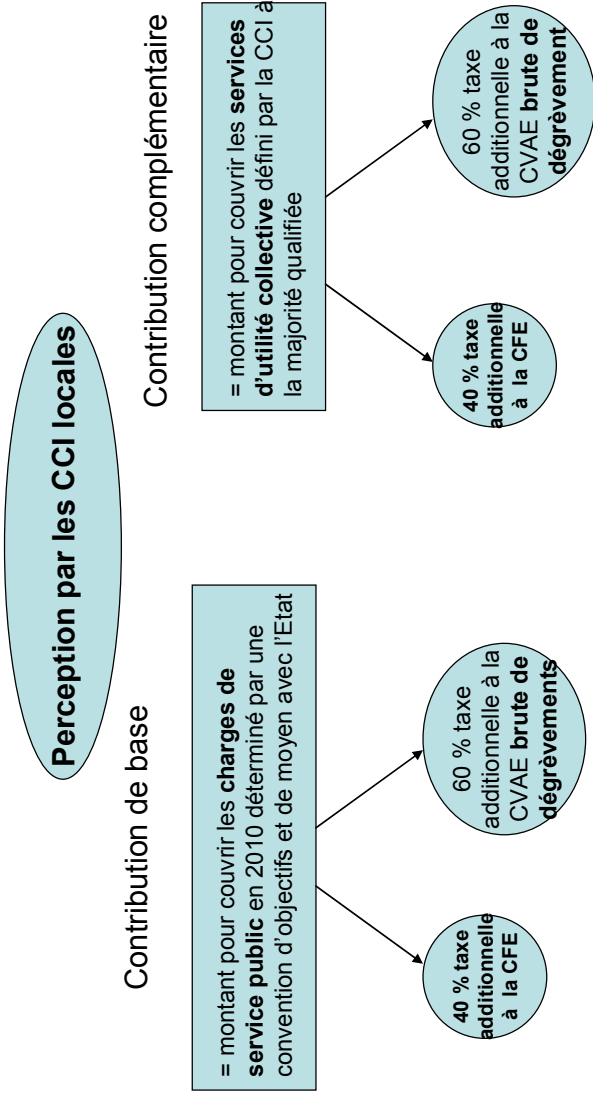 Perception par les CCI locales
Contribution de base
= montant pour couvrir les charges de
service public en 2010 déterminé par une
convention d'objectifs et de moyen avec l'Etat
40 % taxe
additionnelle
à la CFE
60 % taxe
additionnelle à la
CVAE brute de
dégrèvements
Contribution complémentaire
= montant pour couvrir les services
d'utilité collective défini par la CCI à
la majorité qualifiée
40 % taxe
additionnelle
à la CFE
60 % taxe
additionnelle à la
CVAE brute de
dégrèvement